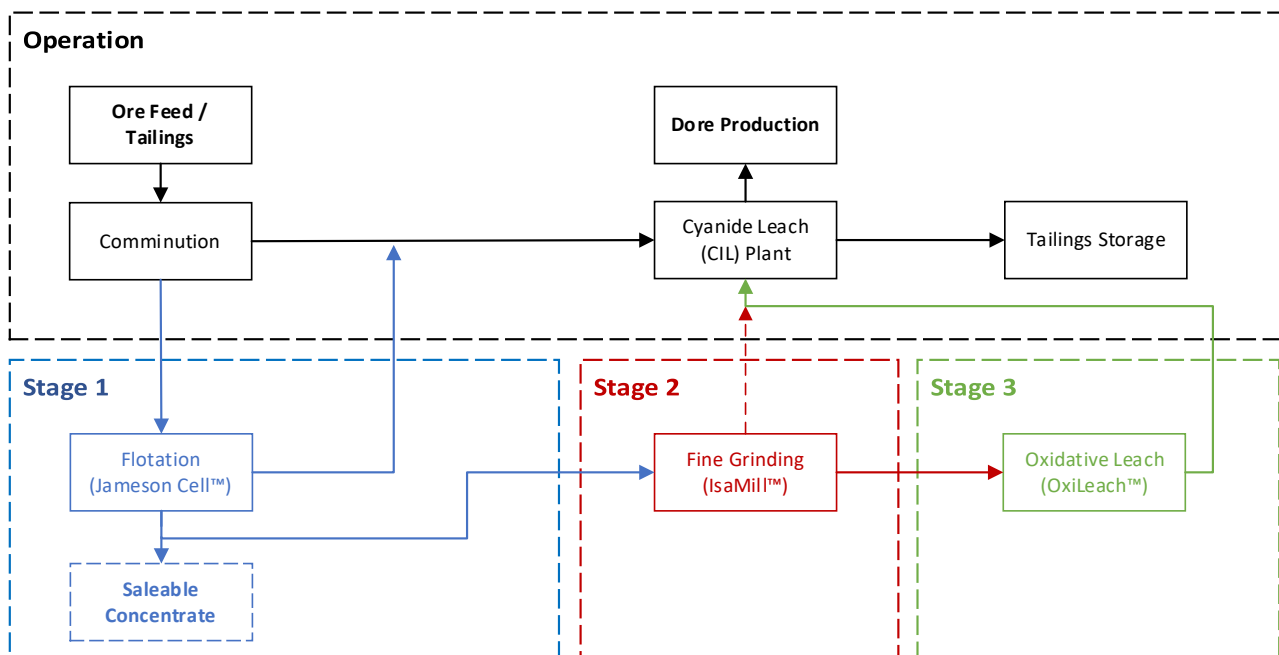 Operation
Ore Feed /
Tailings
Dore Production
Comminution
Cyanide Leach
(CIL) Plant
Tailings Storage
Stage 1
Stage 2
Stage 3
Flotation
(Jameson Cell™)
Fine Grinding
(IsaMill™)
Oxidative Leach
(OxiLeach™)
Saleable
Concentrate